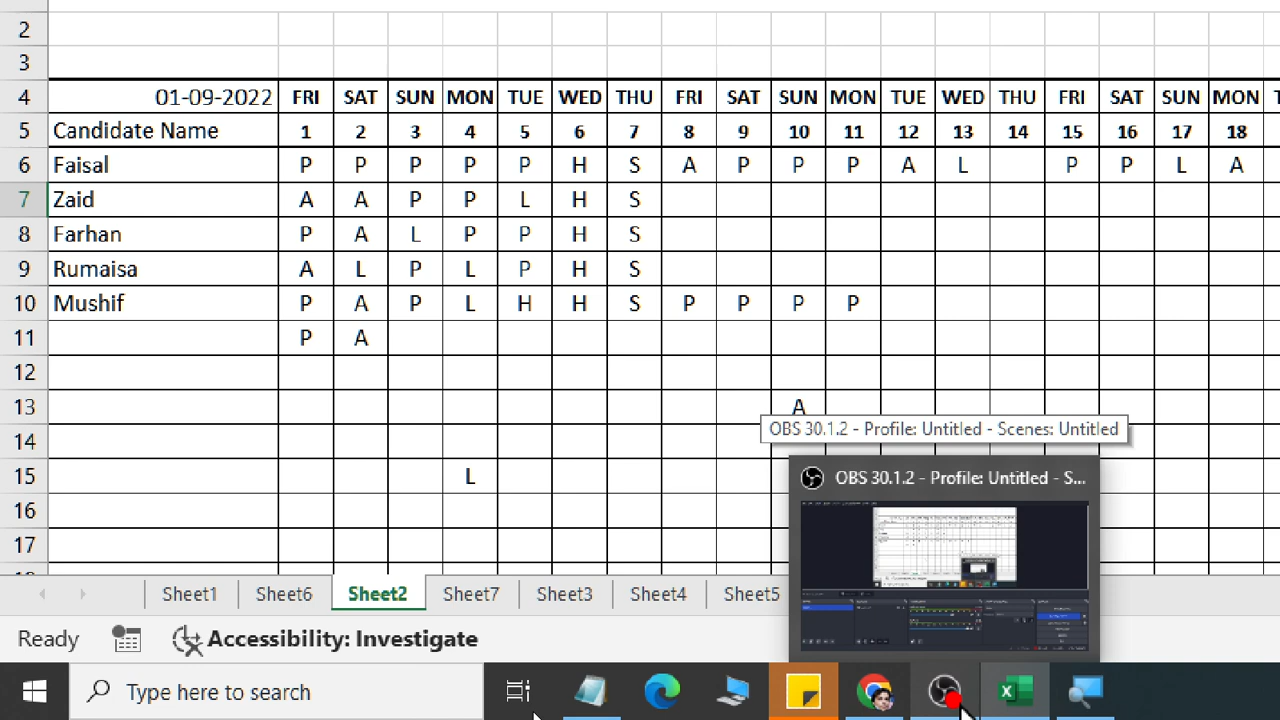 2
3
4 01-09-2022 FRI SAT SUN MON TUE WED THU FRI SAT SUN MON TUE WED THU FRI SAT SUN MON
5 Candidate Name 1 2 3 4 5 6 7 8 9 10 11 12 13 14 15 16 17 18
6 Faisal P P P P P H S A P P P A L P P L A
7 Zaid A A P P L H S
8 Farhan P A L P P H S
9 Rumaisa A L P L P H S
10 Mushif P A P L H H S P P P P
11 P A
12
13 A
14
OBS 30.1.2 - Profile: Untitled - Scenes: Untitled
15 L
OBS 30.1.2 - Profile: Untitled - S...
16
17
Sheet1 Sheet6 Sheet2 Sheet7 Sheet3 Sheet4 Sheet5
Ready Accessibility: Investigate
Type here to search